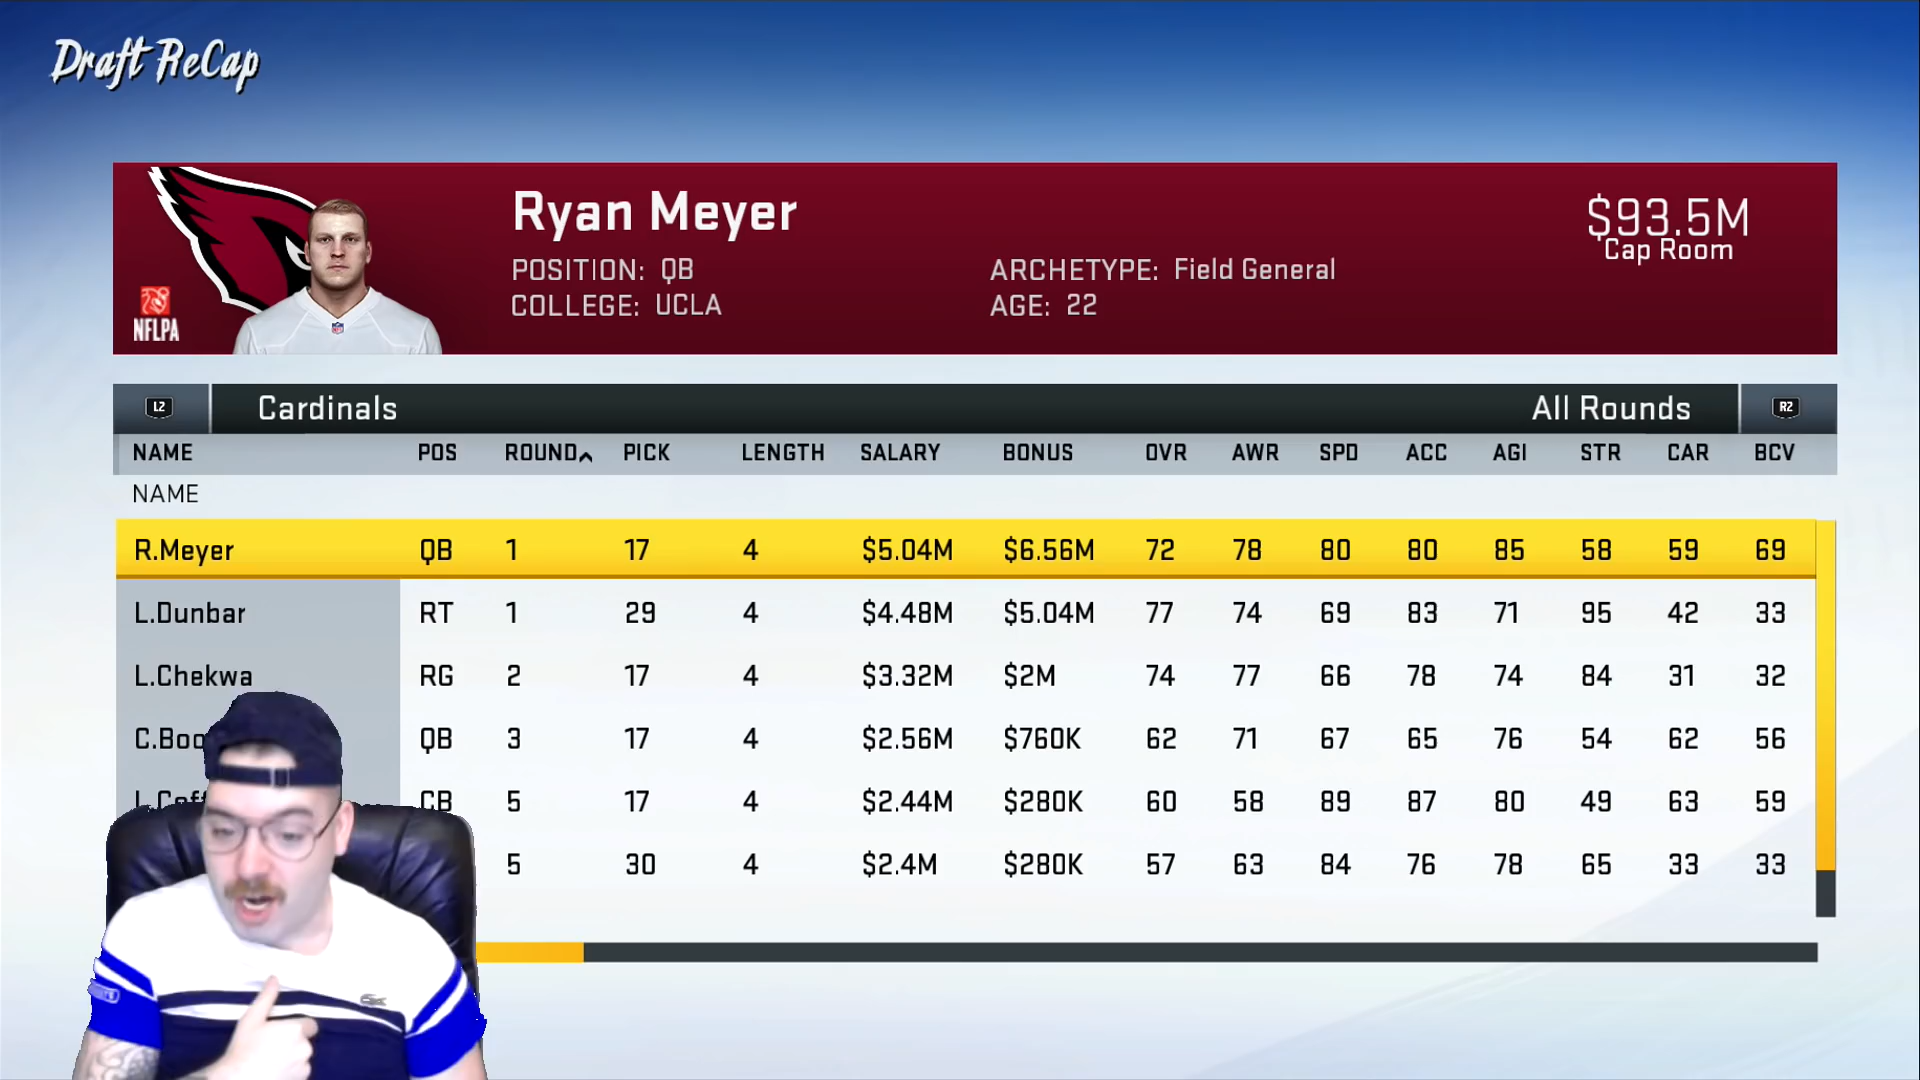 Draft ReCap
Ryan Meyer
POSITION: QB
COLLEGE: UCLA
ARCHETYPE: Field General
AGE: 22
$93.5M
Cap Room
NFLPA
L2 Cardinals All Rounds R2
NAME POS ROUND PICK LENGTH SALARY BONUS OVR AWR SPD ACC AGI STR CAR BCV
NAME
R.Meyer QB 1 17 4 $5.04M $6.56M 72 78 80 80 85 58 59 69
L.Dunbar RT 1 29 4 $4.48M $5.04M 77 74 69 83 71 95 42 33
L.Chekwa RG 2 17 4 $3.32M $2M 74 77 66 78 74 84 31 32
QB 3 17 4 $2.56M $760K 62 71 67 65 76 54 62 56
CB 5 17 4 $2.44M $280K 60 58 89 87 80 49 63 59
5 30 4 $2.4M $280K 57 63 84 76 78 65 33 33